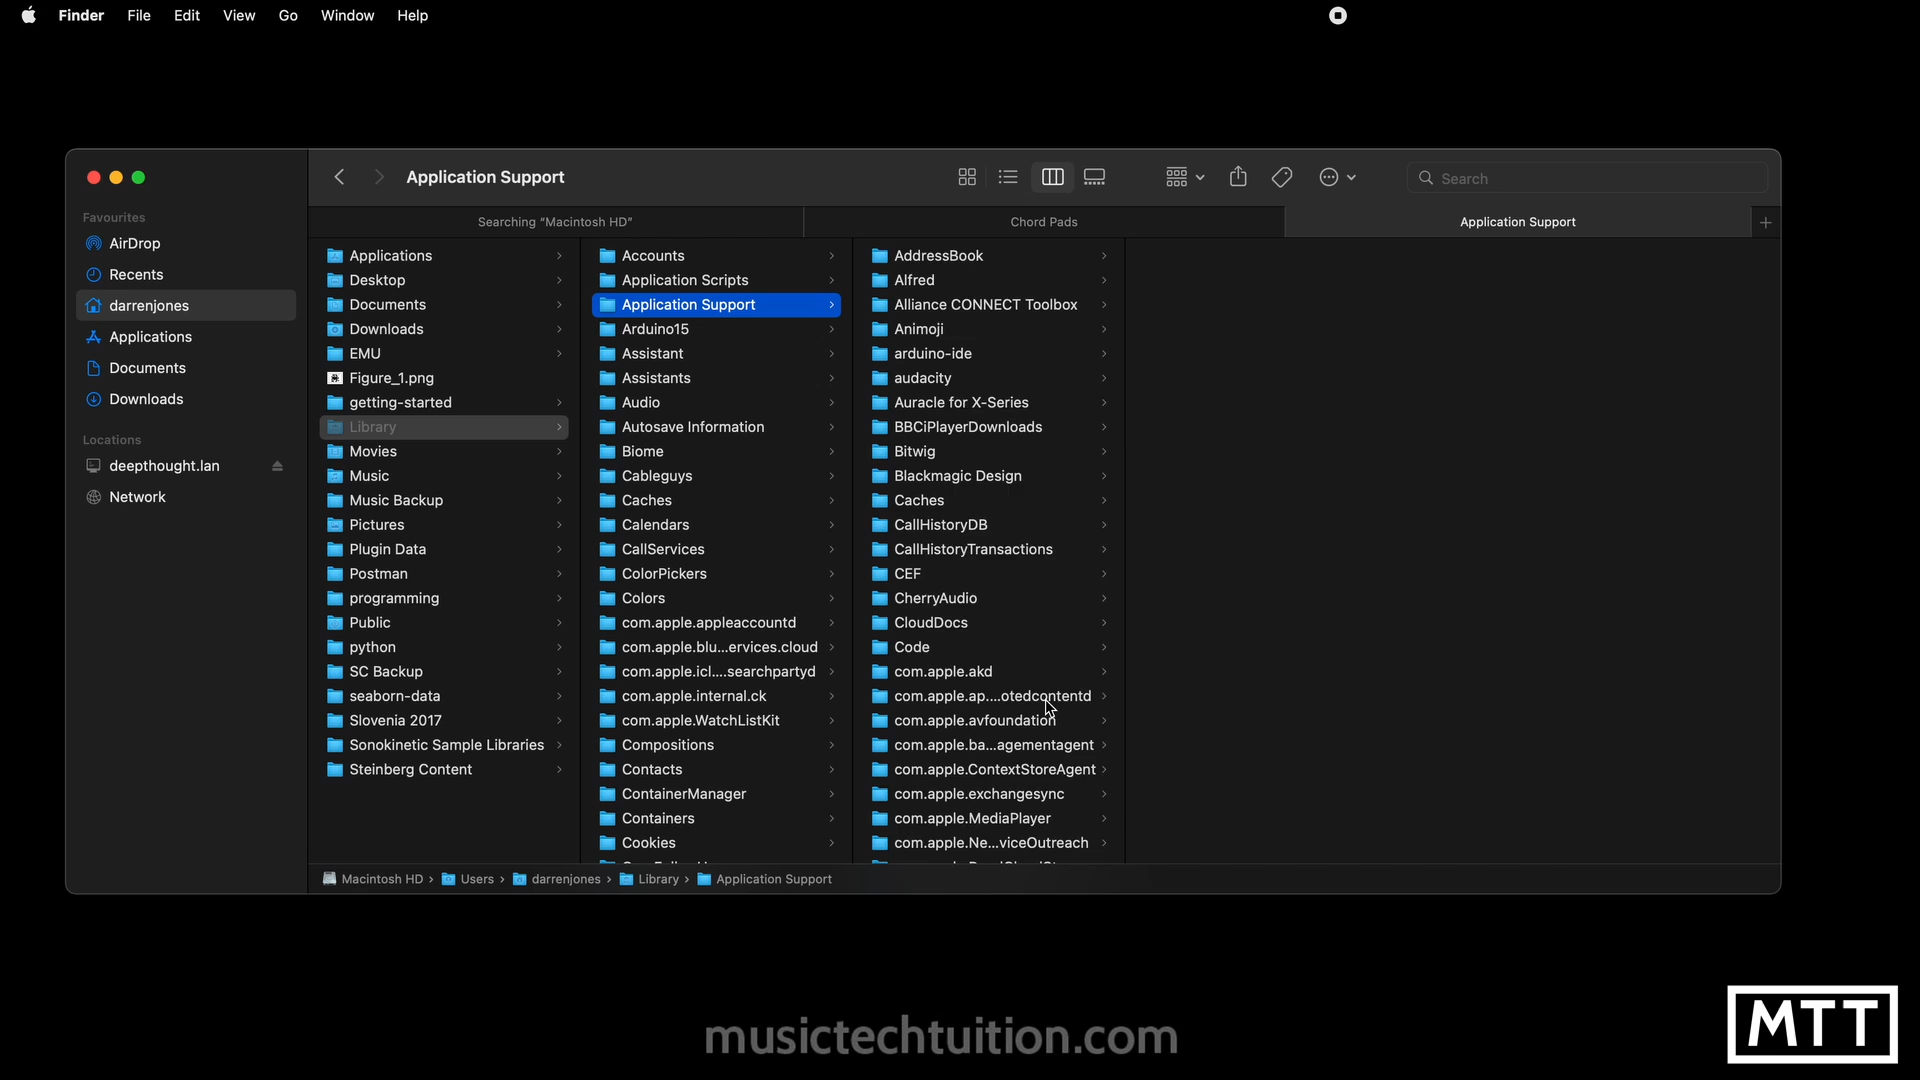 Finder File Edit View Go Window Help
Application Support
Search
Searching "Macintosh HD"
Chord Pads
Application Support
Favourites
AirDrop
Recents
darrenjones
Applications
Documents
Downloads
Locations
deepthought.lan
Network
Applications
Desktop
Documents
Downloads
EMU
Figure_1.png
getting-started
Library
Movies
Music
Music Backup
Pictures
Plugin Data
Postman
programming
Public
python
SC Backup
seaborn-data
Slovenia 2017
Sonokinetic Sample Libraries
Steinberg Content
Accounts
Application Scripts
Application Support
Arduino15
Assistant
Assistants
Audio
Autosave Information
Biome
Cableguys
Caches
Calendars
CallServices
ColorPickers
Colors
com.apple.appleaccountd
com.apple.blu...ervices.cloud
com.apple.icl....searchpartyd
com.apple.internal.ck
com.apple.WatchListKit
Compositions
Contacts
ContainerManager
Containers
Cookies
AddressBook
Alfred
Alliance CONNECT Toolbox
Animoji
arduino-ide
audacity
Auracle for X-Series
BBCiPlayerDownloads
Bitwig
Blackmagic Design
Caches
CallHistoryDB
CallHistoryTransactions
CEF
CherryAudio
CloudDocs
Code
com.apple.akd
com.apple.ap....otedcontentd
com.apple.avfoundation
com.apple.ba...agementagent
com.apple.ContextStoreAgent
com.apple.exchangesync
com.apple.MediaPlayer
com.apple.Ne...viceOutreach
Macintosh HD › Users › darrenjones › Library › Application Support
musictechtuition.com
MTT